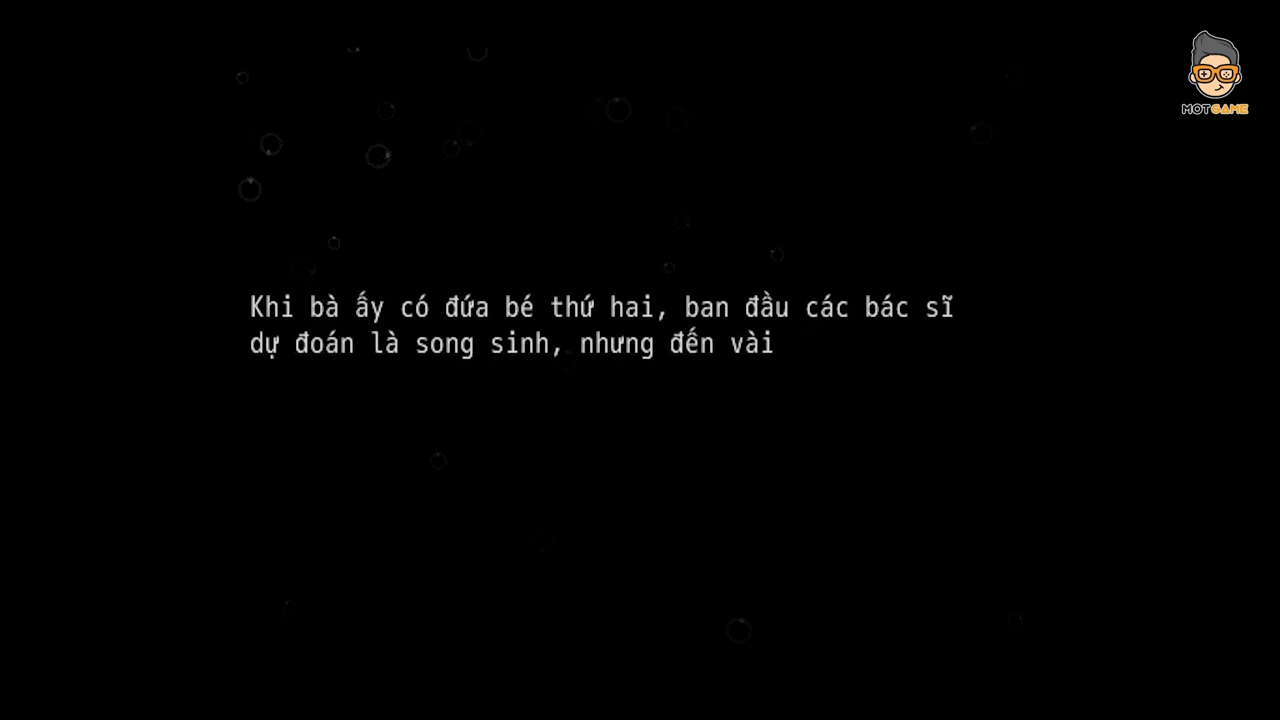 MOTGAME
Khi bà ấy có đứa bé thứ hai, ban đầu các bác sĩ
dự đoán là song sinh, nhưng đến vài